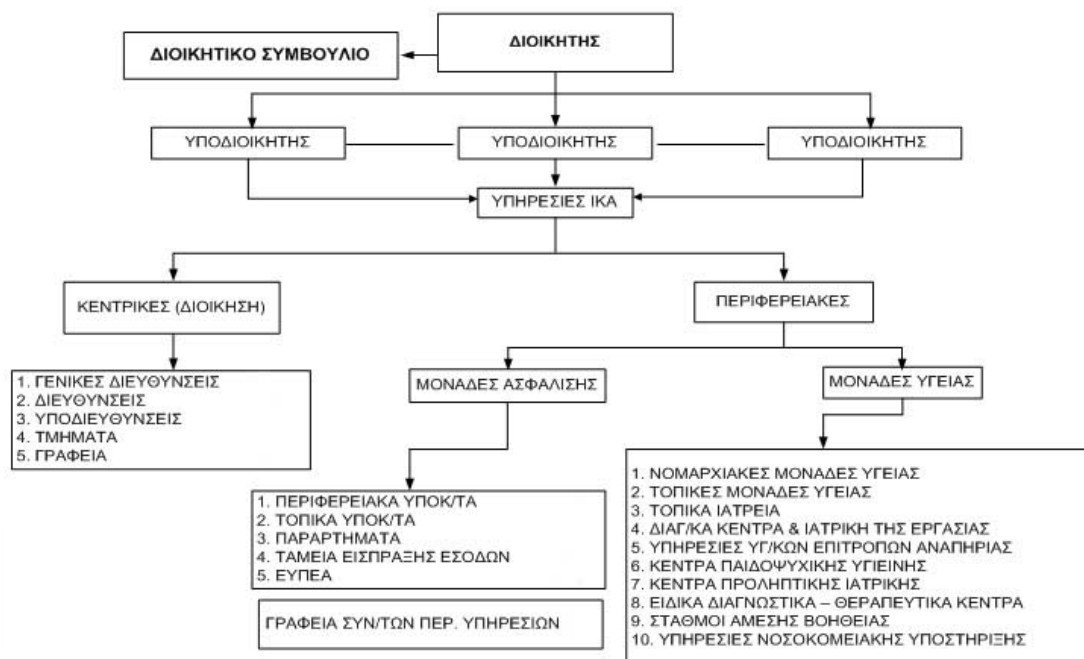 ΔΙΟΙΚΗΤΗΣ
ΔΙΟΙΚΗΤΙΚΟ ΣΥΜΒΟΥΛΙΟ
ΥΠΟΔΙΟΙΚΗΤΗΣ
ΥΠΟΔΙΟΙΚΗΤΗΣ
ΥΠΟΔΙΟΙΚΗΤΗΣ
ΥΠΗΡΕΣΙΕΣ ΙΚΑ
ΚΕΝΤΡΙΚΕΣ (ΔΙΟΙΚΗΣΗ)
ΠΕΡΙΦΕΡΕΙΑΚΕΣ
1. ΓΕΝΙΚΕΣ ΔΙΕΥΘΥΝΣΕΙΣ
2. ΔΙΕΥΘΥΝΣΕΙΣ
3. ΥΠΟΔΙΕΥΘΥΝΣΕΙΣ
4. ΤΜΗΜΑΤΑ
5. ΓΡΑΦΕΙΑ
ΜΟΝΑΔΕΣ ΑΣΦΑΛΙΣΗΣ
ΜΟΝΑΔΕΣ ΥΓΕΙΑΣ
1. ΠΕΡΙΦΕΡΕΙΑΚΑ ΥΠΟΚ/ΤΑ
2. ΤΟΠΙΚΑ ΥΠΟΚ/ΤΑ
3. ΠΑΡΑΡΤΗΜΑΤΑ
4. ΤΑΜΕΙΑ ΕΙΣΠΡΑΞΗΣ ΕΣΟΔΩΝ
5. ΕΥΠΕΑ
ΓΡΑΦΕΙΑ ΣΥΝ/ΤΩΝ ΠΕΡ. ΥΠΗΡΕΣΙΩΝ
1. ΝΟΜΑΡΧΙΑΚΕΣ ΜΟΝΑΔΕΣ ΥΓΕΙΑΣ
2. ΤΟΠΙΚΕΣ ΜΟΝΑΔΕΣ ΥΓΕΙΑΣ
3. ΤΟΠΙΚΑ ΙΑΤΡΕΙΑ
4. ΔΙΑΓ/ΚΑ ΚΕΝΤΡΑ & ΙΑΤΡΙΚΗ ΤΗΣ ΕΡΓΑΣΙΑΣ
5. ΥΠΗΡΕΣΙΕΣ ΥΓ/ΚΩΝ ΕΠΙΤΡΟΠΩΝ ΑΝΑΠΗΡΙΑΣ
6. ΚΕΝΤΡΑ ΠΑΙΔΟΨΥΧΙΚΗΣ ΥΓΙΕΙΝΗΣ
7. ΚΕΝΤΡΑ ΠΡΟΛΗΠΤΙΚΗΣ ΙΑΤΡΙΚΗΣ
8. ΕΙΔΙΚΑ ΔΙΑΓΝΩΣΤΙΚΑ – ΘΕΡΑΠΕΥΤΙΚΑ ΚΕΝΤΡΑ
9. ΣΤΑΘΜΟΙ ΑΜΕΣΗΣ ΒΟΗΘΕΙΑΣ
10. ΥΠΗΡΕΣΙΕΣ ΝΟΣΟΚΟΜΕΙΑΚΗΣ ΥΠΟΣΤΗΡΙΞΗΣ